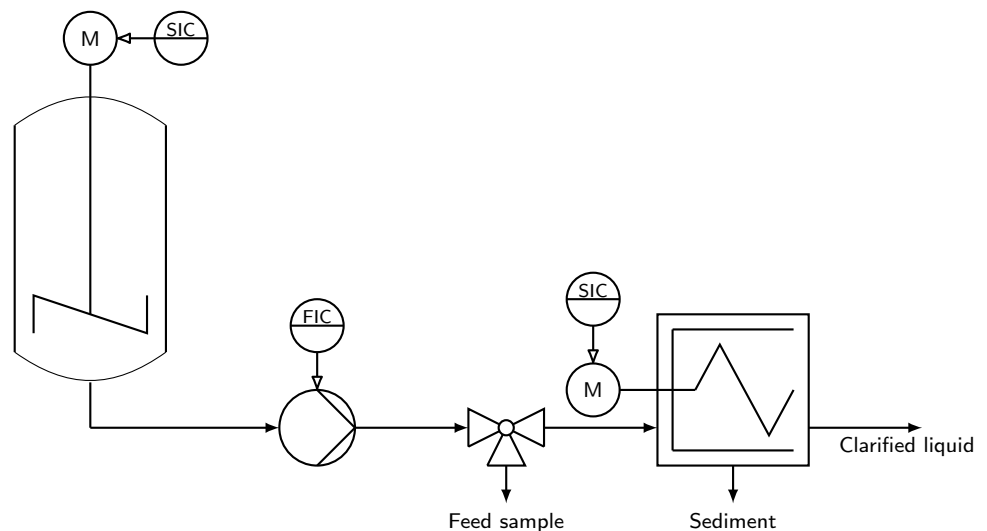 M
SIC
SIC
FIC
M
Clarified liquid
Feed sample
Sediment